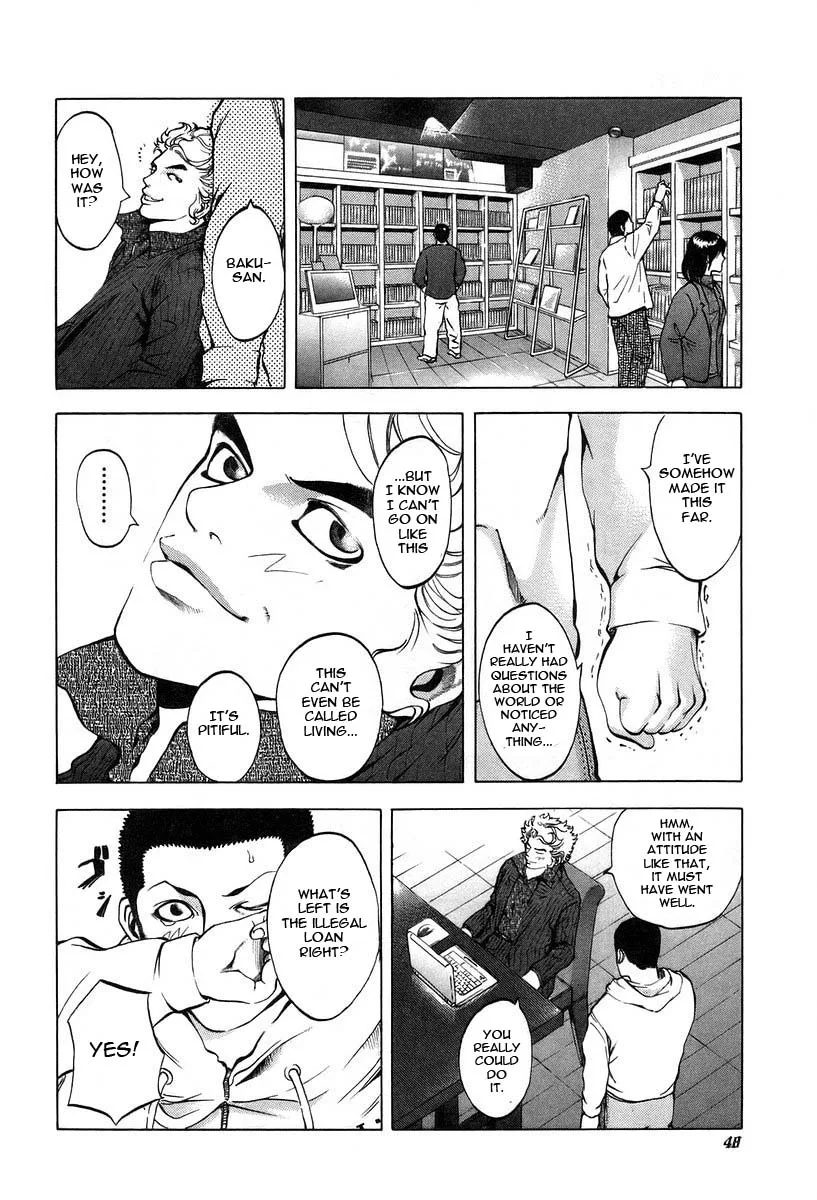 BAKU-
SAN.
HEY,
HOW
WAS
IT?
I'VE
SOMEHOW
MADE IT
THIS
FAR.
I
HAVEN'T
REALLY HAD
QUESTIONS
ABOUT
THE
WORLD OR
NOTICED
ANY-
THING...
...BUT
I KNOW
I CAN'T
GO ON
LIKE
THIS
THIS
CAN'T
EVEN BE
CALLED
LIVING...
IT'S
PITIFUL.
HMM,
WITH AN
ATTITUDE
LIKE THAT,
IT MUST
HAVE WENT
WELL.
YOU
REALLY
COULD
DO
IT.
WHAT'S
LEFT IS
THE ILLEGAL
LOAN
RIGHT?
YES!